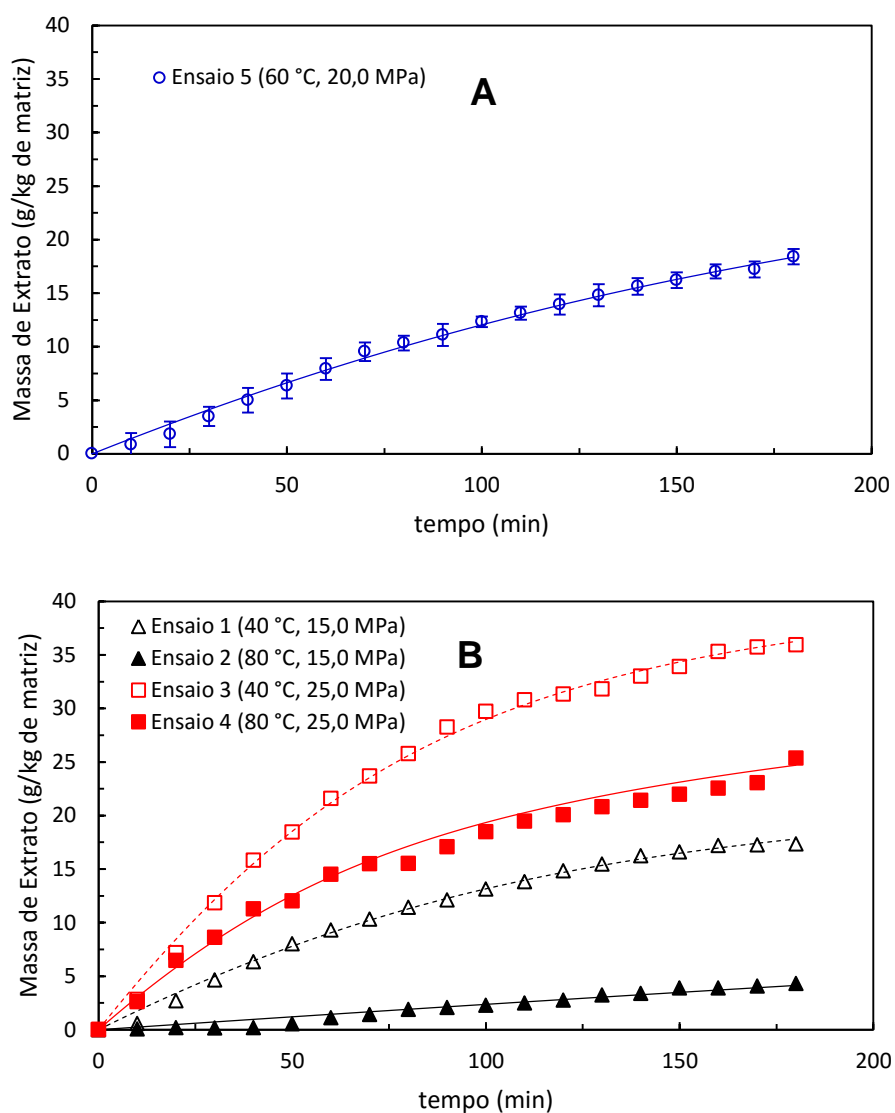 40
35
30
25
20
15
10
5
0
Massa de Extrato (g/kg de matriz)
Ensaio 5 (60 °C, 20,0 MPa)
A
0 50 100 150 200
tempo (min)
40
35
30
25
20
15
10
5
0
Massa de Extrato (g/kg de matriz)
Ensaio 1 (40 °C, 15,0 MPa)
Ensaio 2 (80 °C, 15,0 MPa)
Ensaio 3 (40 °C, 25,0 MPa)
Ensaio 4 (80 °C, 25,0 MPa)
B
0 50 100 150 200
tempo (min)